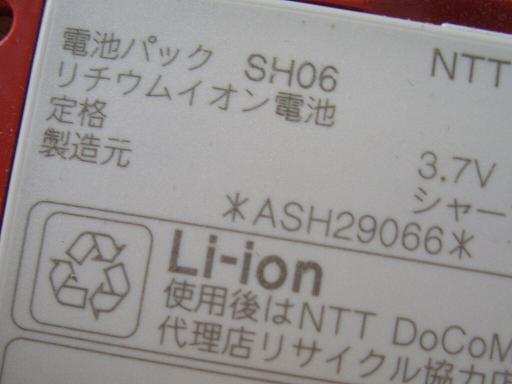 電池パック SH06 NTT
リチウムイオン電池
定格 3.7V
製造元 シャー
*ASH29066*
Li-ion
使用後はNTT DoCoM
代理店リサイクル協力店